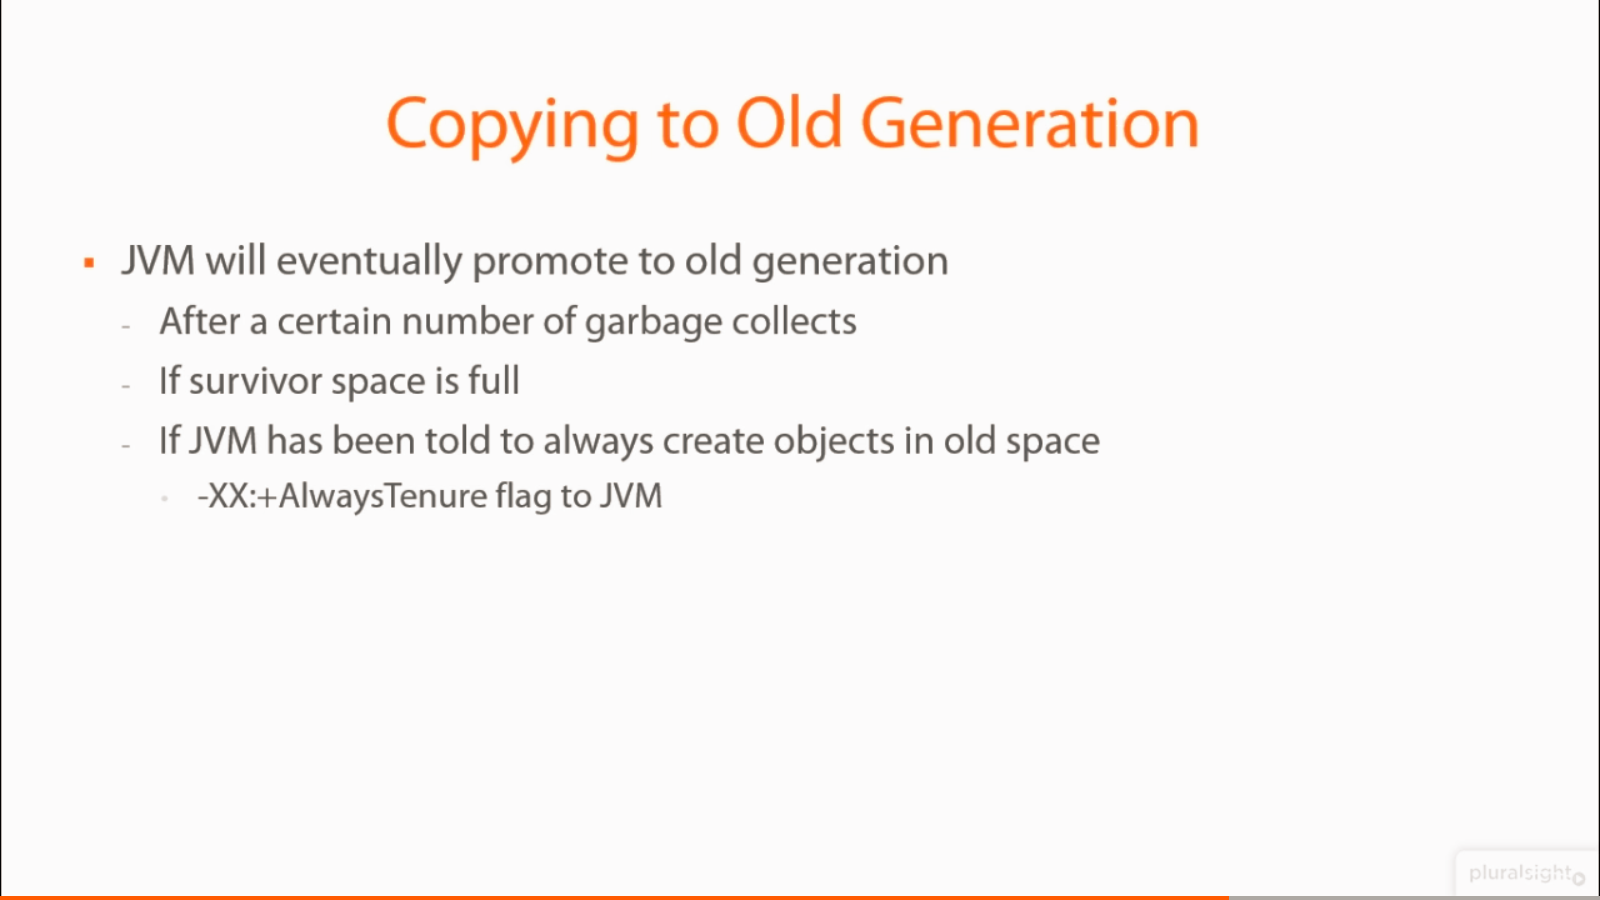 Copying to Old Generation
▪ JVM will eventually promote to old generation
- After a certain number of garbage collects
- If survivor space is full
- If JVM has been told to always create objects in old space
• -XX:+AlwaysTenure flag to JVM
pluralsight